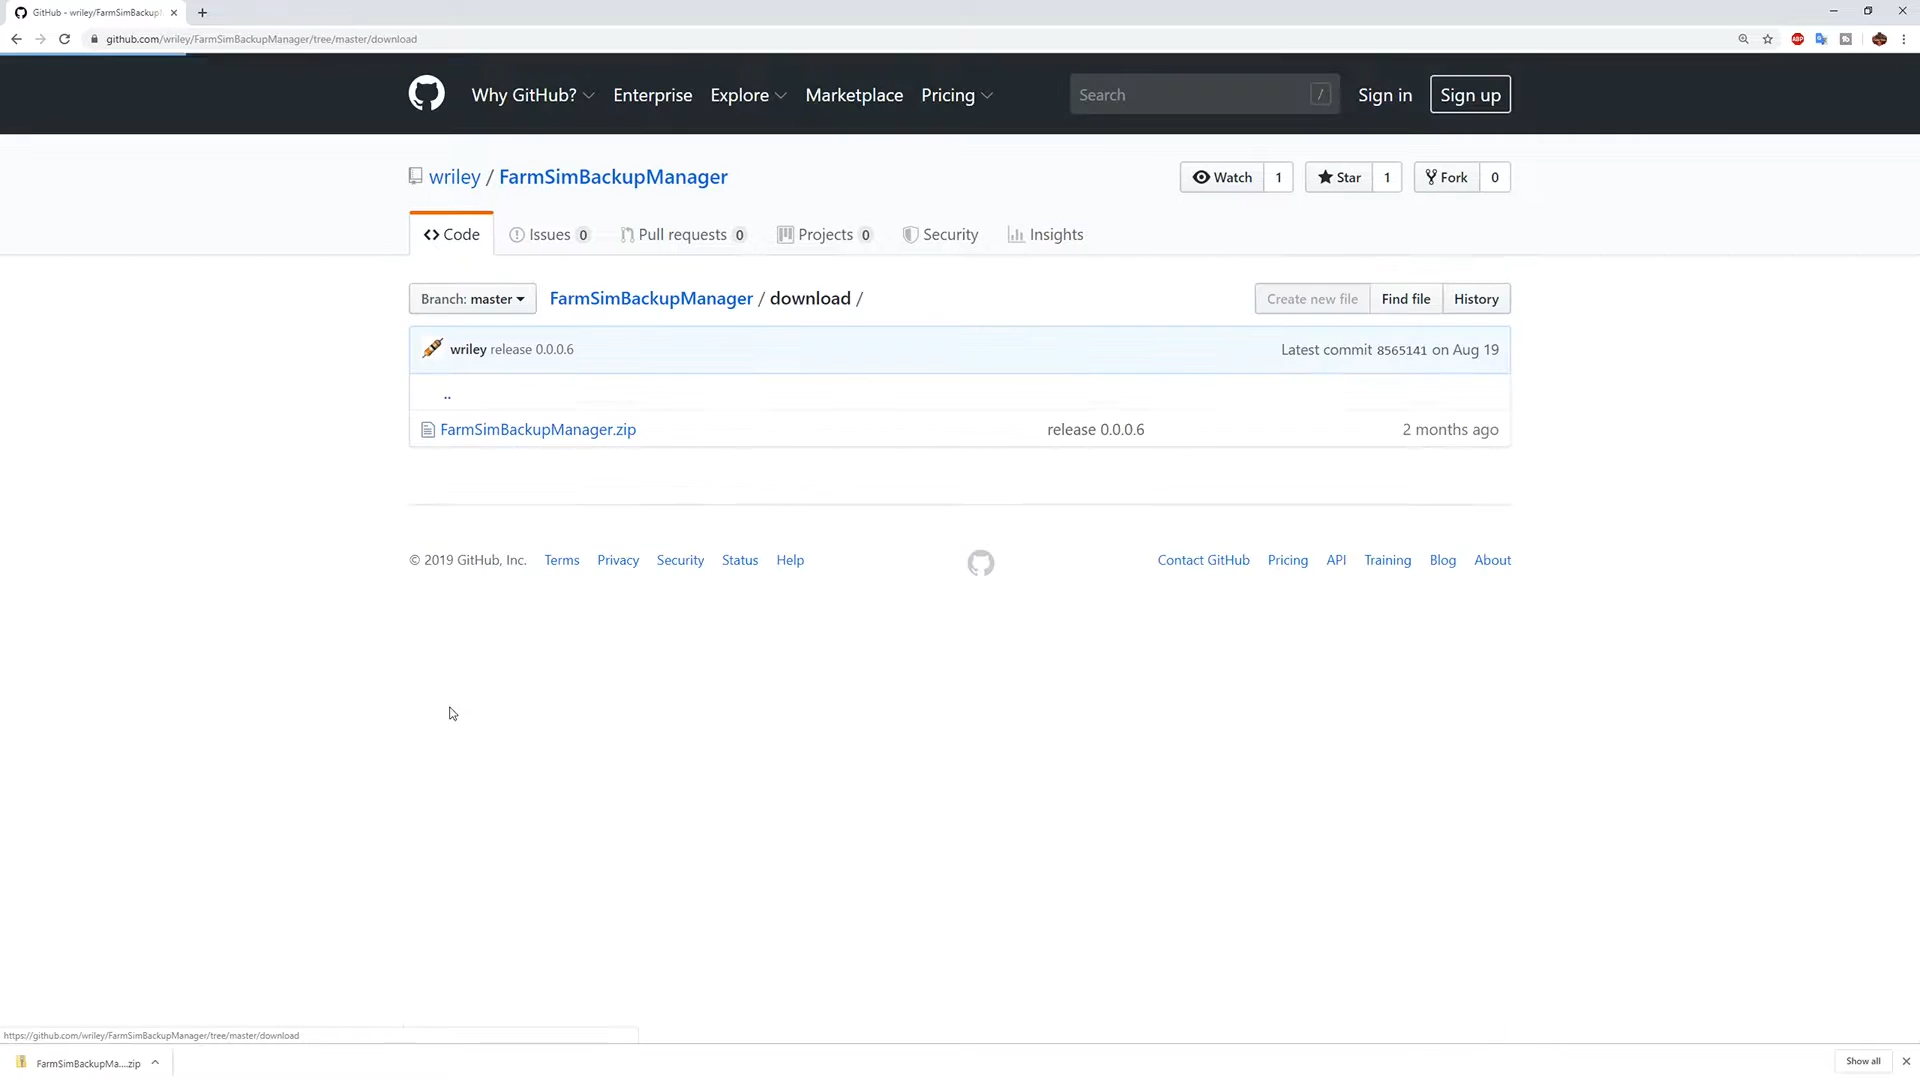 GitHub - wriley/FarmSimBackup
github.com/wriley/FarmSimBackupManager/tree/master/download
ABP
Why GitHub? Enterprise Explore Marketplace Pricing Search / Sign in Sign up
wriley / FarmSimBackupManager Watch 1 Star 1 Fork 0
Code Issues 0 Pull requests 0 Projects 0 Security Insights
Branch: master FarmSimBackupManager / download / Create new file Find file History
wriley release 0.0.0.6 Latest commit 8565141 on Aug 19
..
FarmSimBackupManager.zip release 0.0.0.6 2 months ago
© 2019 GitHub, Inc. Terms Privacy Security Status Help Contact GitHub Pricing API Training Blog About
https://github.com/wriley/FarmSimBackupManager/tree/master/download
FarmSimBackupMa....zip Show all